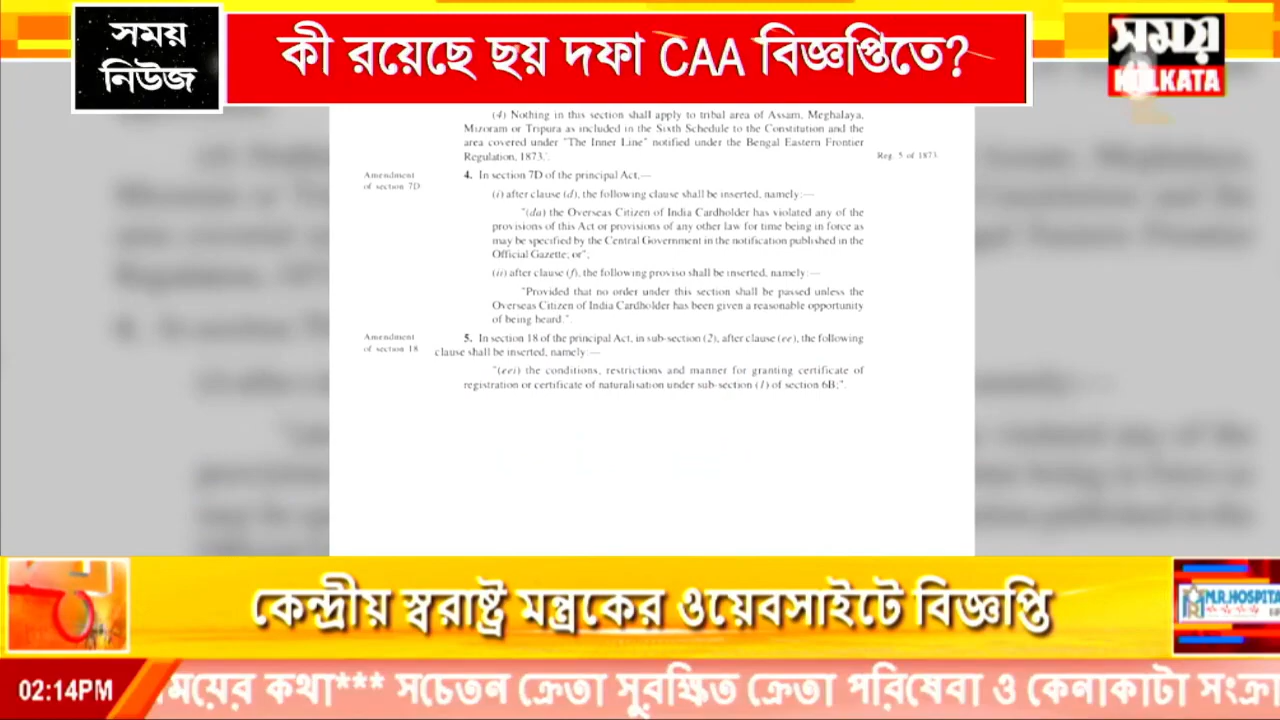 সময়
নিউজ
কী রয়েছে ছয় দফা CAA বিজ্ঞপ্তিতে?
সময়
KOLKATA
(4) Nothing in this section shall apply to tribal area of Assam, Meghalaya,
Mizoram or Tripura as included in the Sixth Schedule to the Constitution and the
area covered under "The Inner Line" notified under the Bengal Eastern Frontier
Regulation, 1873.'.
Reg. 5 of 1873.
Amendment
of section 7D
4. In section 7D of the principal Act,—
(i) after clause (d), the following clause shall be inserted, namely:—
"(da) the Overseas Citizen of India Cardholder has violated any of the
provisions of this Act or provisions of any other law for time being in force as
may be specified by the Central Government in the notification published in the
Official Gazette; or";
(ii) after clause (f), the following proviso shall be inserted, namely:—
"Provided that no order under this section shall be passed unless the
Overseas Citizen of India Cardholder has been given a reasonable opportunity
of being heard.".
Amendment
of section 18
5. In section 18 of the principal Act, in sub-section (2), after clause (ee), the following
clause shall be inserted, namely:—
"(eei) the conditions, restrictions and manner for granting certificate of
registration or certificate of naturalisation under sub-section (1) of section 6B;".
কেন্দ্রীয় স্বরাষ্ট্র মন্ত্রকের ওয়েবসাইটে বিজ্ঞপ্তি
M.R.HOSPITA
02:14PM
ময়ের কথা*** সচেতন ক্রেতা সুরক্ষিত ক্রেতা পরিষেবা ও কেনাকাটা সংক্রা